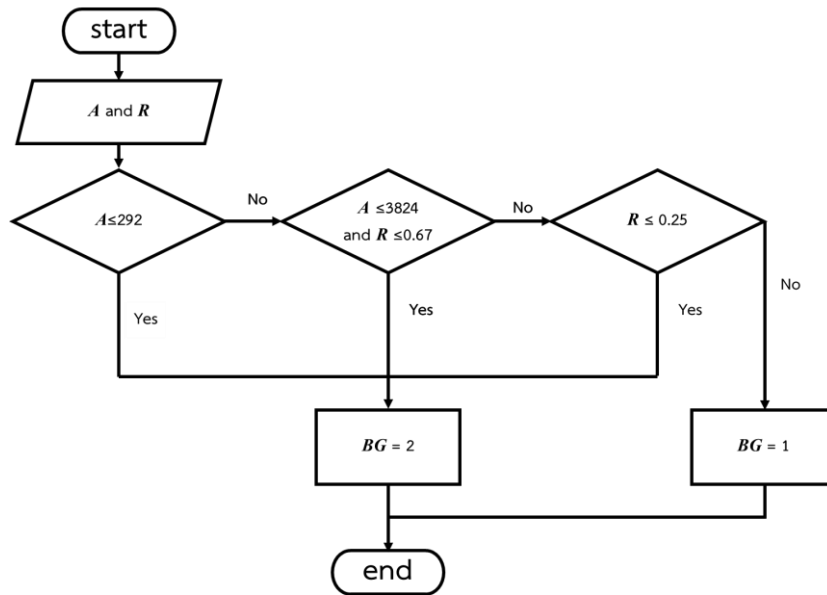 start
A and R
A≤292
No
A ≤3824
and R ≤0.67
No
R ≤ 0.25
No
Yes
Yes
Yes
BG = 2
BG = 1
end